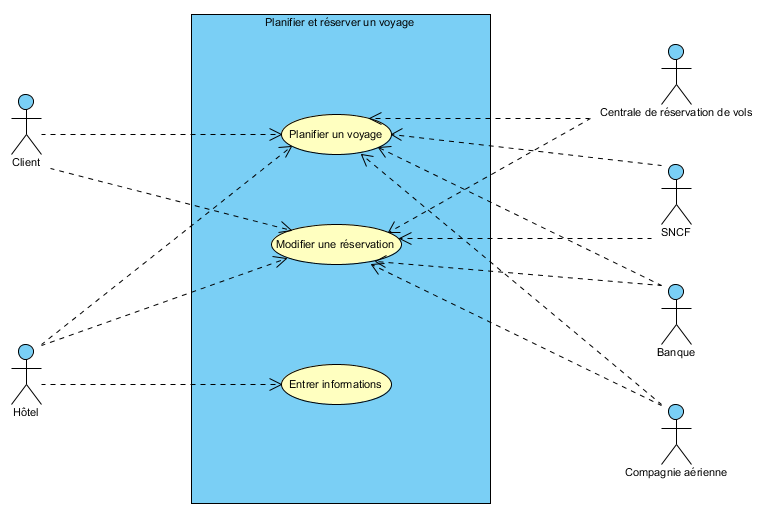 Planifier et réserver un voyage
Client
Planifier un voyage
Modifier une réservation
Hôtel
Entrer informations
Centrale de réservation de vols
SNCF
Banque
Compagnie aérienne